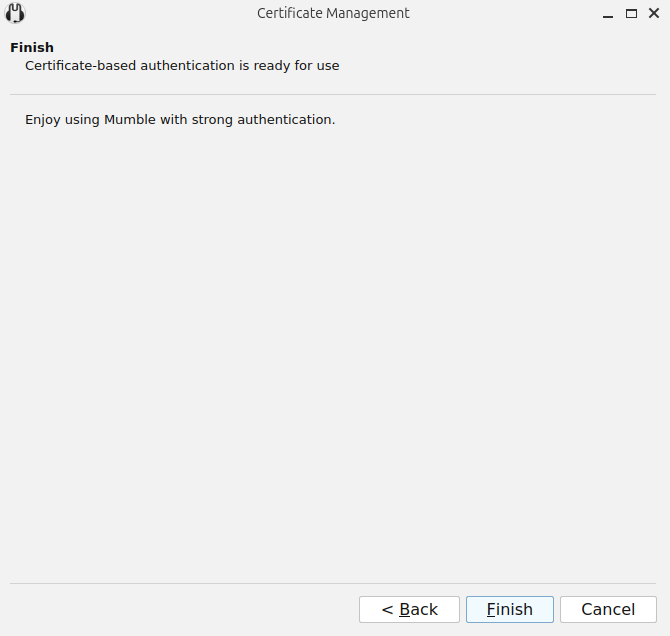 Certificate Management
Finish
Certificate-based authentication is ready for use
Enjoy using Mumble with strong authentication.
< Back Finish Cancel